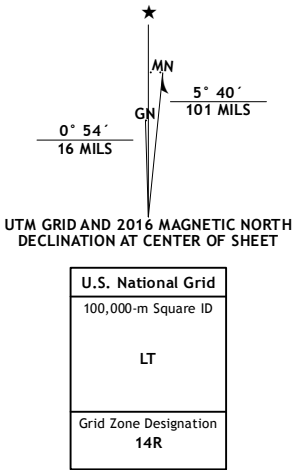 ★
MN
GN
5° 40´
101 MILS
0° 54´
16 MILS
UTM GRID AND 2016 MAGNETIC NORTH
DECLINATION AT CENTER OF SHEET
U.S. National Grid
100,000-m Square ID
LT
Grid Zone Designation
14R